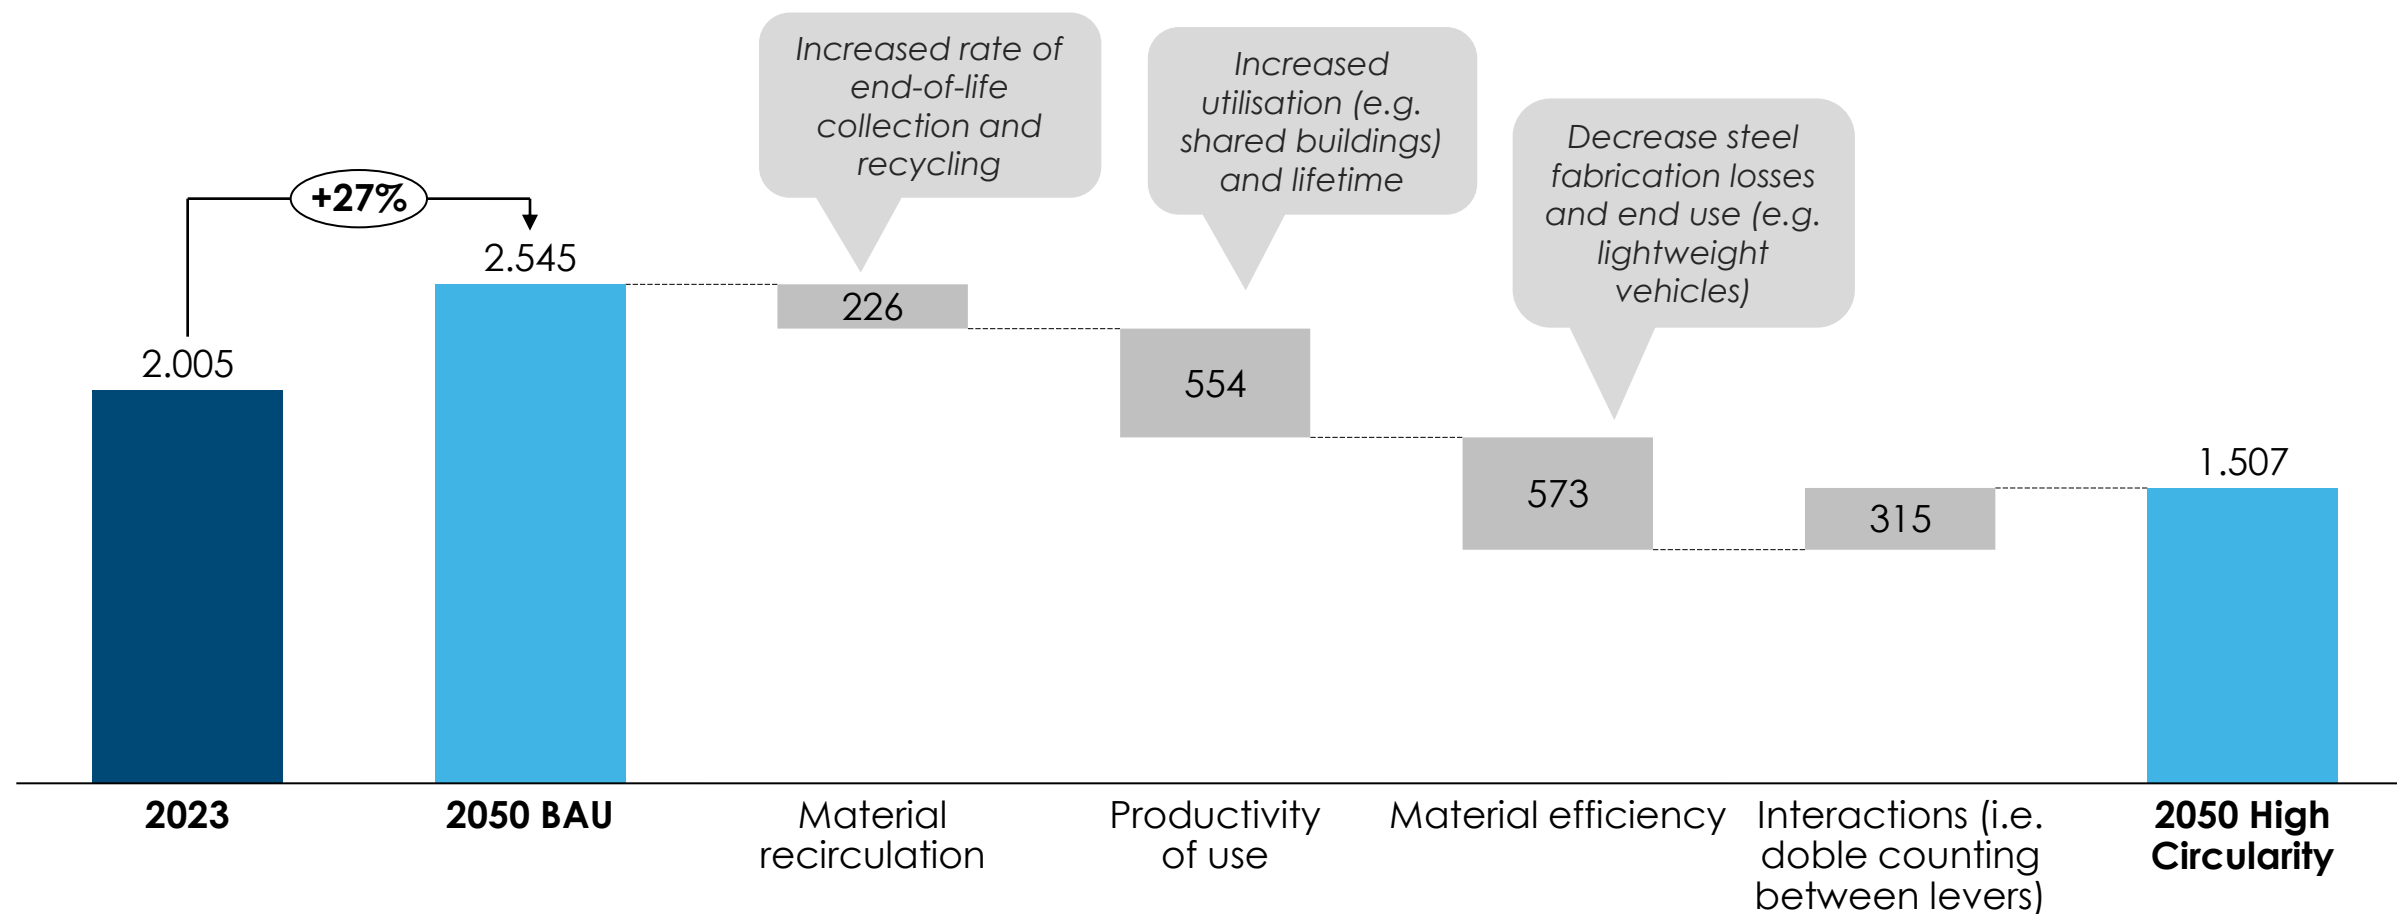 Increased rate of
end-of-life
collection and
recycling
Increased
utilisation (e.g.
shared buildings)
and lifetime
Decrease steel
fabrication losses
and end use (e.g.
lightweight
vehicles)
+27%
2.005
2.545
226
554
573
315
1.507
2023
2050 BAU
Material
recirculation
Productivity
of use
Material efficiency
Interactions (i.e.
doble counting
between levers)
2050 High
Circularity